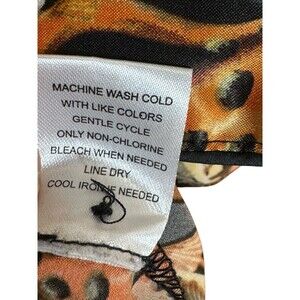 MACHINE WASH COLD
WITH LIKE COLORS
GENTLE CYCLE
ONLY NON-CHLORINE
BLEACH WHEN NEEDED
LINE DRY
COOL IRON IF NEEDED